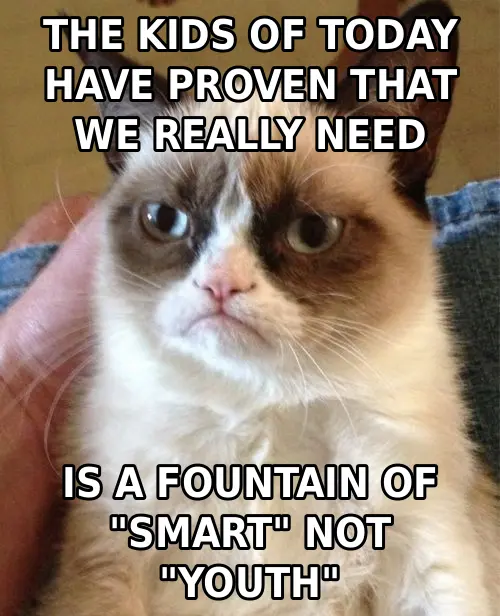 THE KIDS OF TODAY
HAVE PROVEN THAT
WE REALLY NEED
IS A FOUNTAIN OF
"SMART" NOT
"YOUTH"